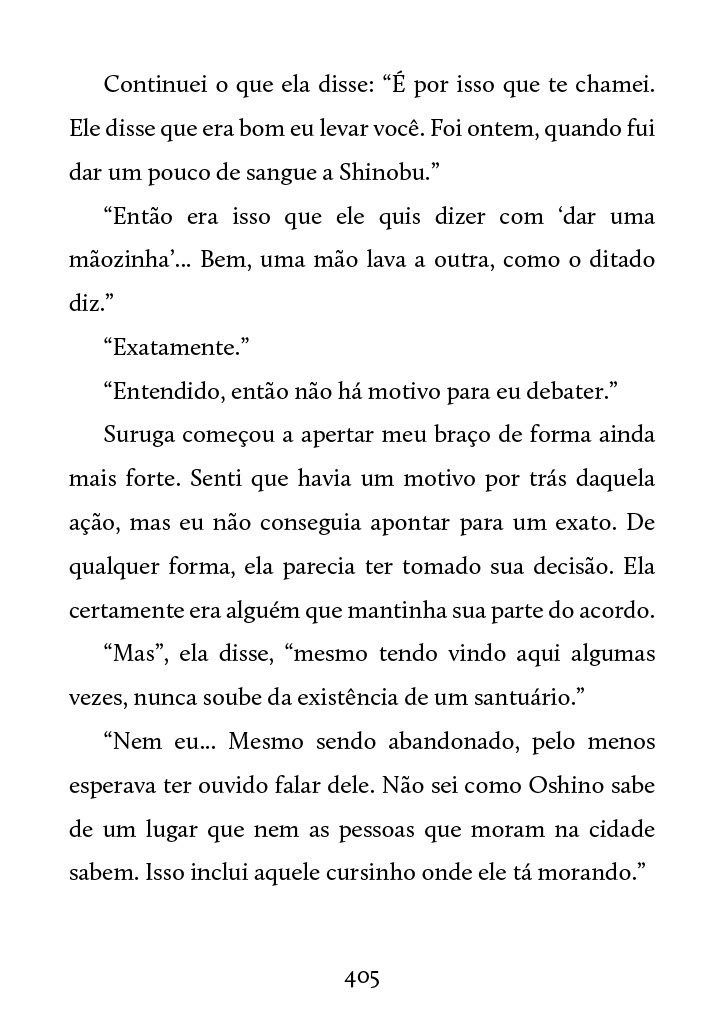 Continuei o que ela disse: “É por isso que te chamei.
Ele disse que era bom eu levar você. Foi ontem, quando fui
dar um pouco de sangue a Shinobu.”
“Então era isso que ele quis dizer com ‘dar uma
mãozinha’... Bem, uma mão lava a outra, como o ditado
diz.”
“Exatamente.”
“Entendido, então não há motivo para eu debater.”
Suruga começou a apertar meu braço de forma ainda
mais forte. Senti que havia um motivo por trás daquela
ação, mas eu não conseguia apontar para um exato. De
qualquer forma, ela parecia ter tomado sua decisão. Ela
certamente era alguém que mantinha sua parte do acordo.
“Mas”, ela disse, “mesmo tendo vindo aqui algumas
vezes, nunca soube da existência de um santuário.”
“Nem eu... Mesmo sendo abandonado, pelo menos
esperava ter ouvido falar dele. Não sei como Oshino sabe
de um lugar que nem as pessoas que moram na cidade
sabem. Isso inclui aquele cursinho onde ele tá morando.”
405